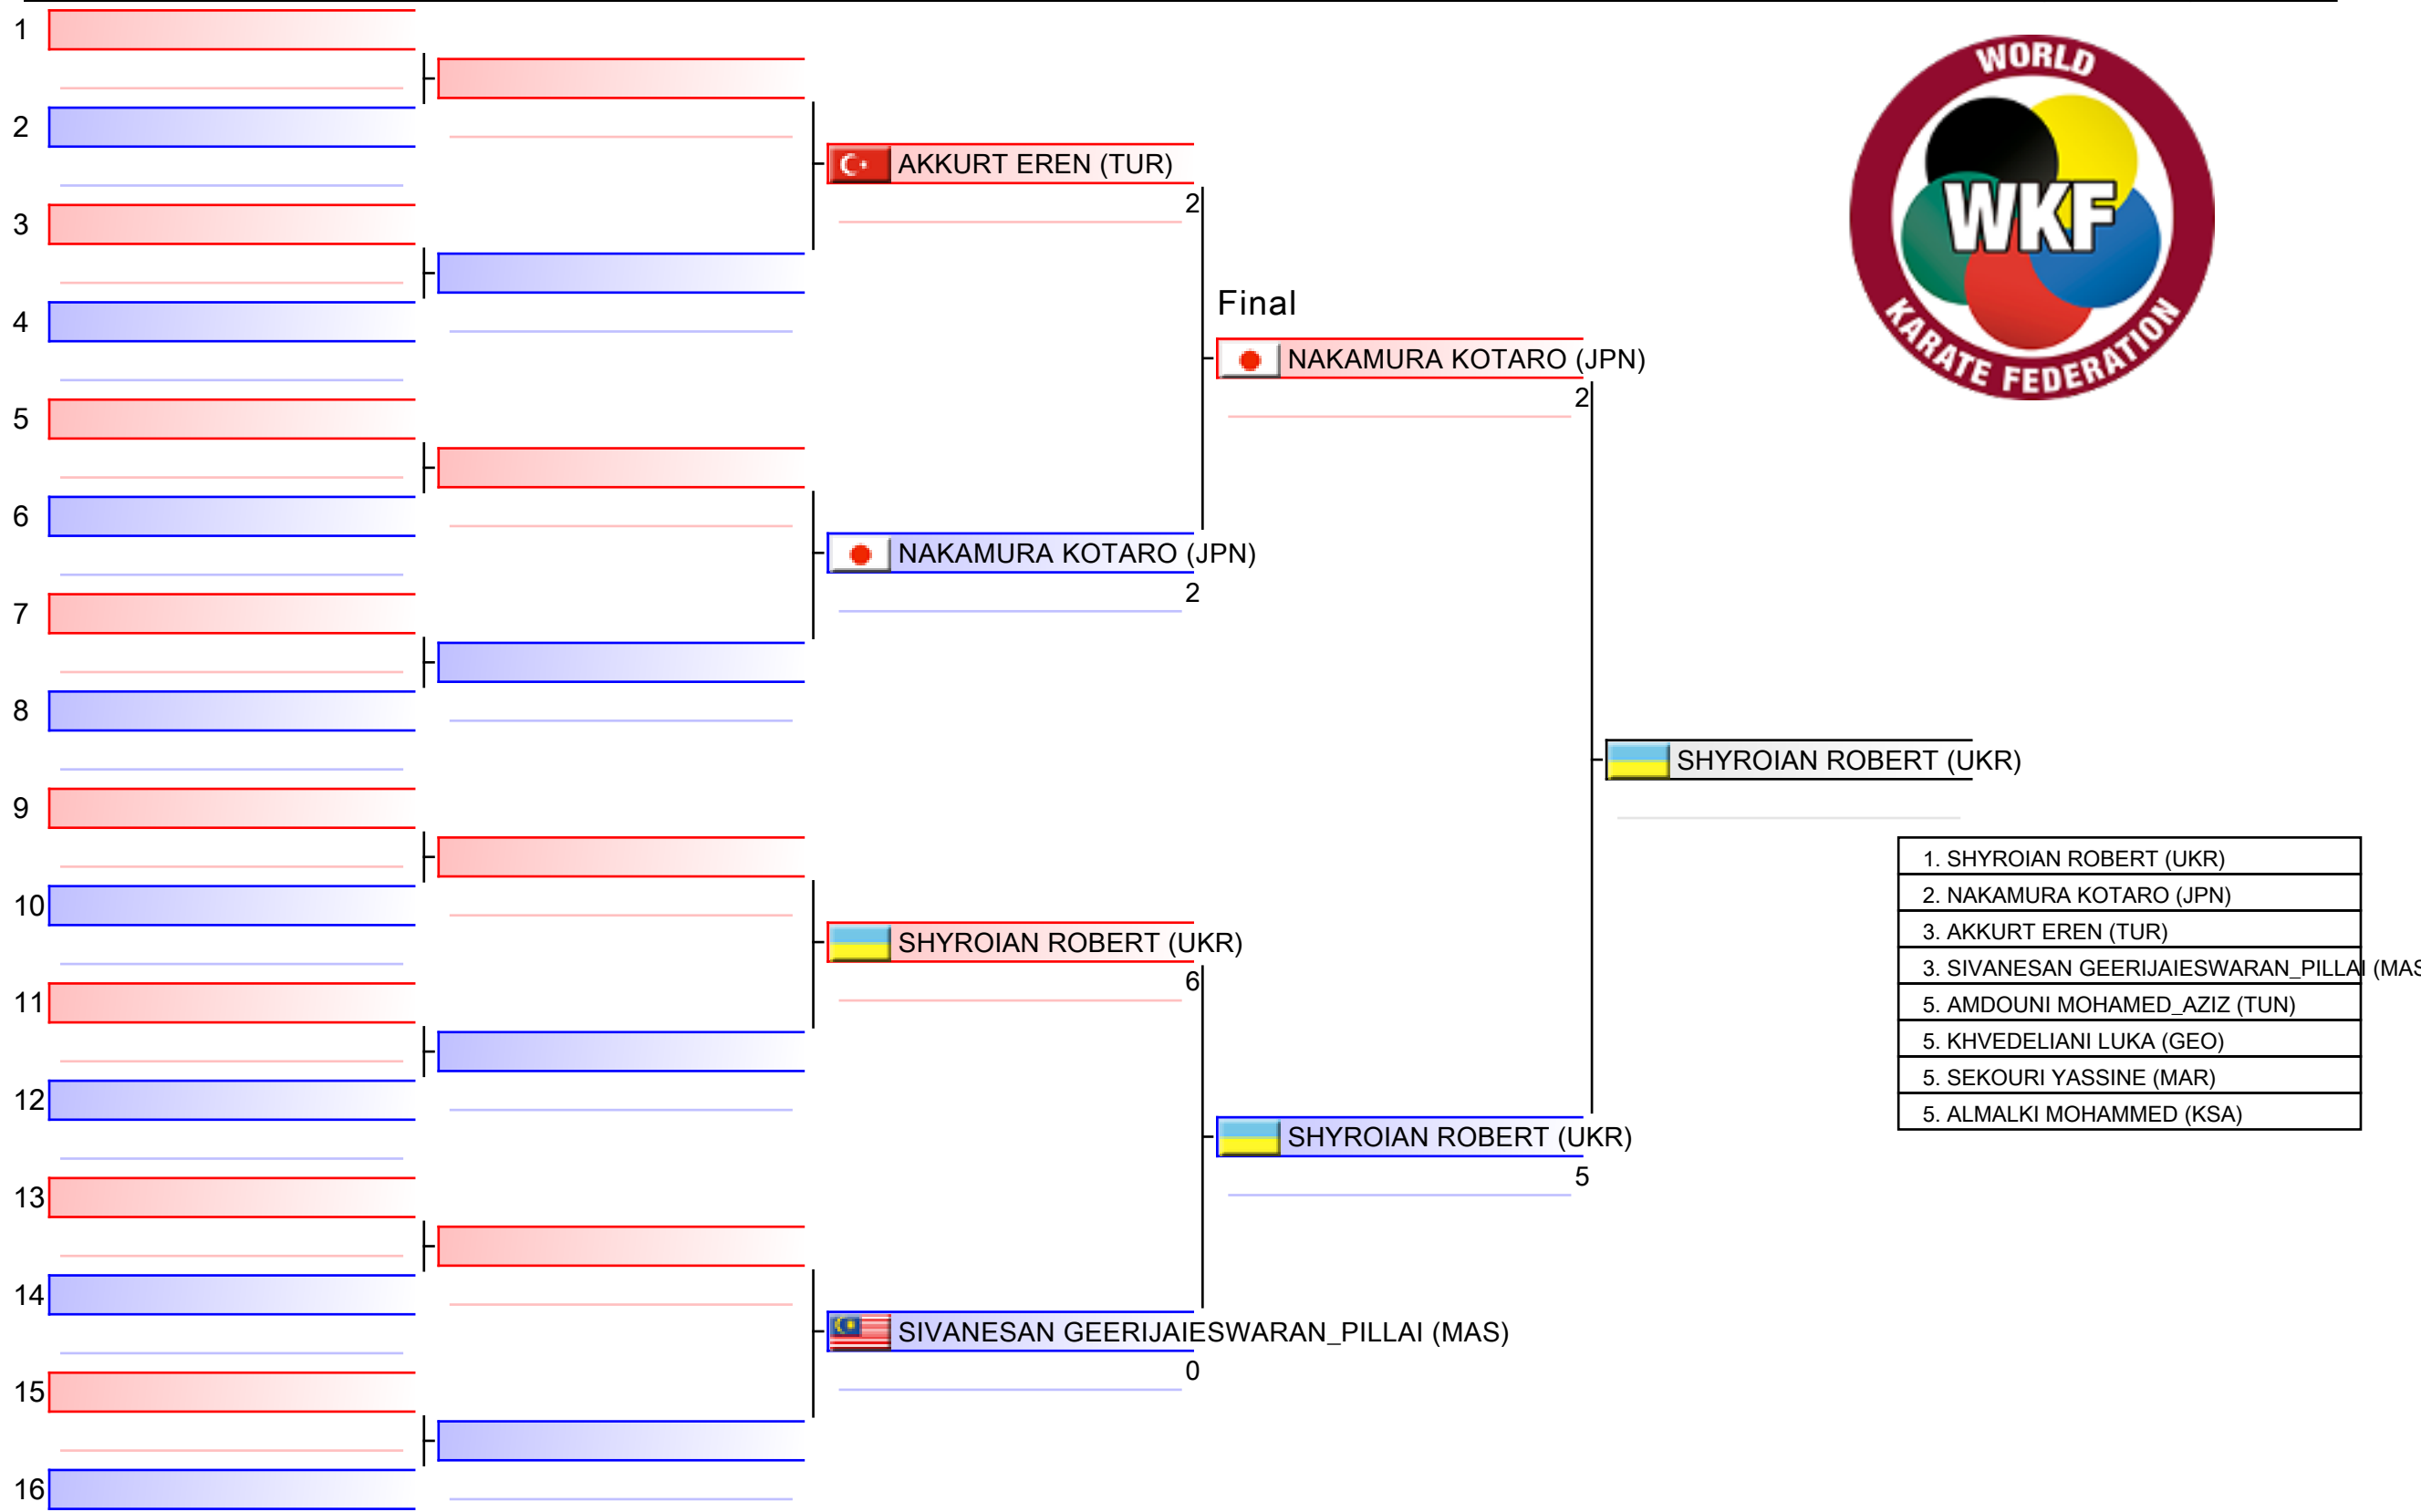 1
2
3
4
5
6
7
8
9
10
11
12
13
14
15
16
AKKURT EREN (TUR)
2
NAKAMURA KOTARO (JPN)
2
SHYROIAN ROBERT (UKR)
6
SIVANESAN GEERIJAIESWARAN_PILLAI (MAS)
0
Final
NAKAMURA KOTARO (JPN)
2
SHYROIAN ROBERT (UKR)
5
SHYROIAN ROBERT (UKR)
WORLD
WKF
KARATE FEDERATION
1. SHYROIAN ROBERT (UKR)
2. NAKAMURA KOTARO (JPN)
3. AKKURT EREN (TUR)
3. SIVANESAN GEERIJAIESWARAN_PILLAI (MAS
5. AMDOUNI MOHAMED_AZIZ (TUN)
5. KHVEDELIANI LUKA (GEO)
5. SEKOURI YASSINE (MAR)
5. ALMALKI MOHAMMED (KSA)